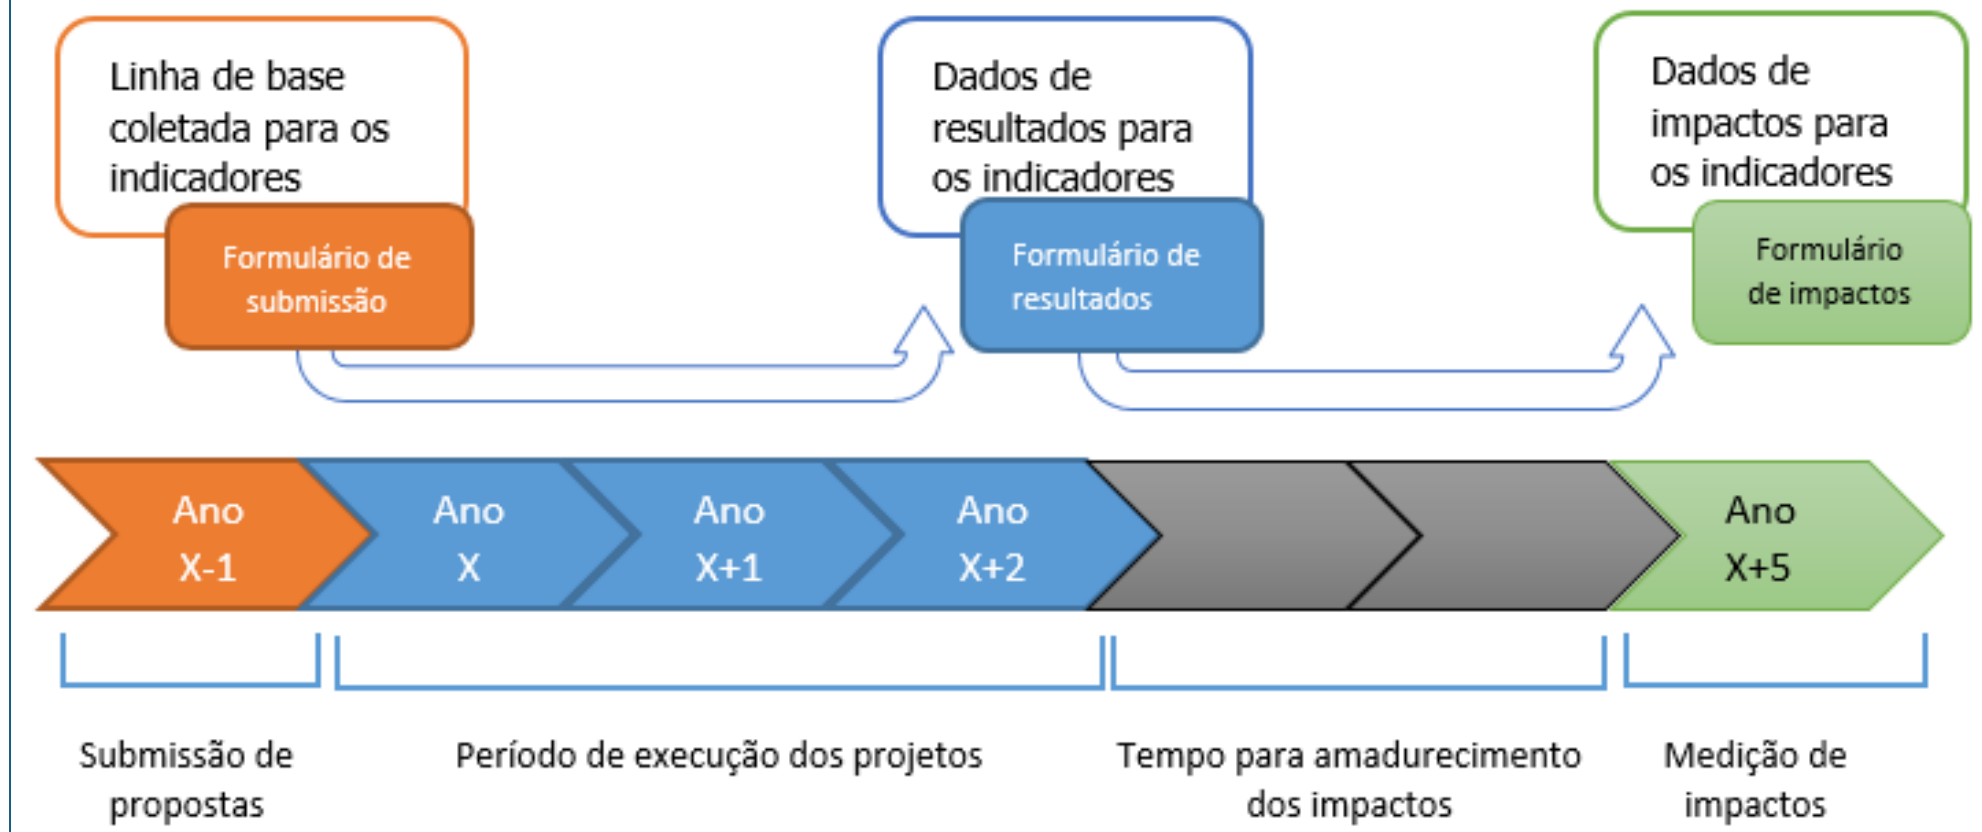 Linha de base
coletada para os
indicadores
Formulário de
submissão
Dados de
resultados para
os indicadores
Formulário de
resultados
Dados de
impactos para
os indicadores
Formulário
de impactos
Ano
X-1
Ano
X
Ano
X+1
Ano
X+2
Ano
X+5
Submissão de
propostas
Período de execução dos projetos
Tempo para amadurecimento
dos impactos
Medição de
impactos